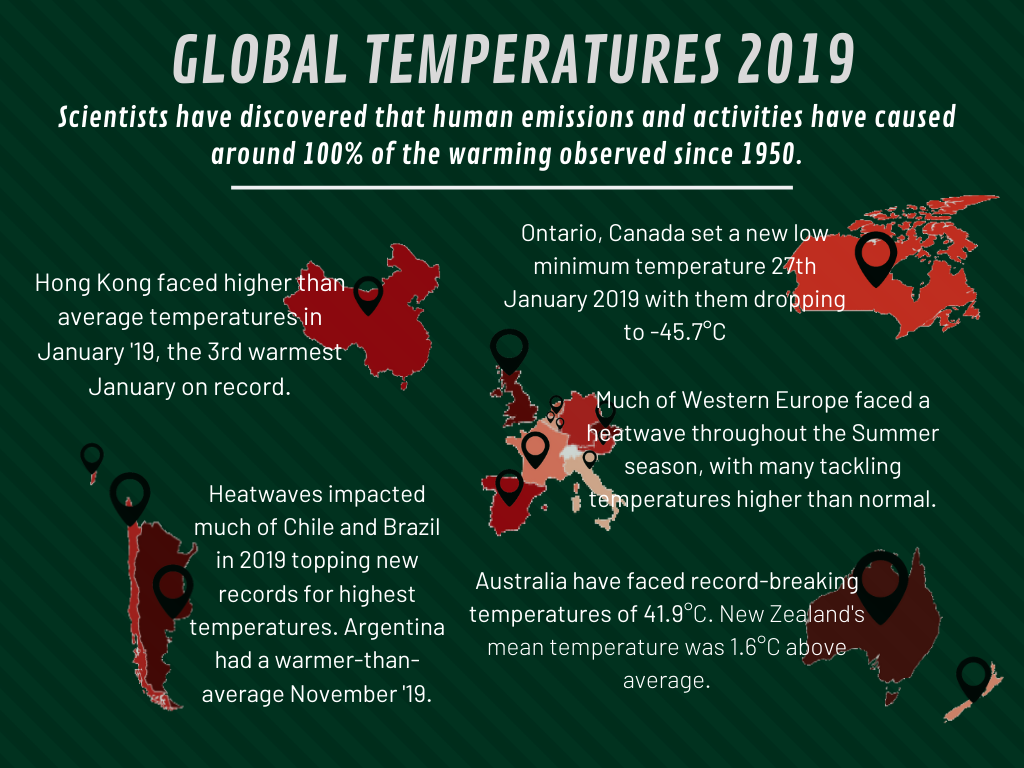 GLOBAL TEMPERATURES 2019
Scientists have discovered that human emissions and activities have caused
around 100% of the warming observed since 1950.
Hong Kong faced higher than
average temperatures in
January '19, the 3rd warmest
January on record.
Ontario, Canada set a new low
minimum temperature 27th
January 2019 with them dropping
to -45.7°C
Much of Western Europe faced a
heatwave throughout the Summer
season, with many tackling
temperatures higher than normal.
Heatwaves impacted
much of Chile and Brazil
in 2019 topping new
records for highest
temperatures. Argentina
had a warmer-than-
average November '19.
Australia have faced record-breaking
temperatures of 41.9°C. New Zealand's
mean temperature was 1.6°C above
average.